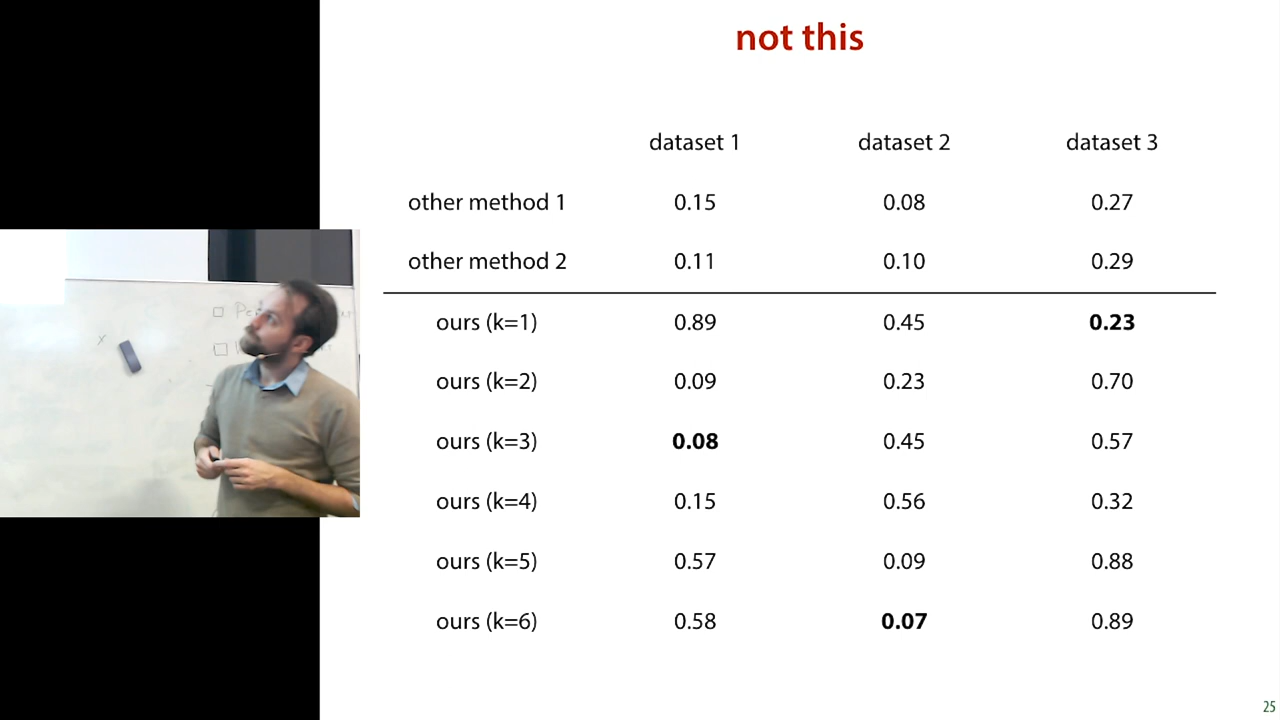 not this
dataset 1 dataset 2 dataset 3
other method 1 0.15 0.08 0.27
other method 2 0.11 0.10 0.29
ours (k=1) 0.89 0.45 0.23
ours (k=2) 0.09 0.23 0.70
ours (k=3) 0.08 0.45 0.57
ours (k=4) 0.15 0.56 0.32
ours (k=5) 0.57 0.09 0.88
ours (k=6) 0.58 0.07 0.89
25